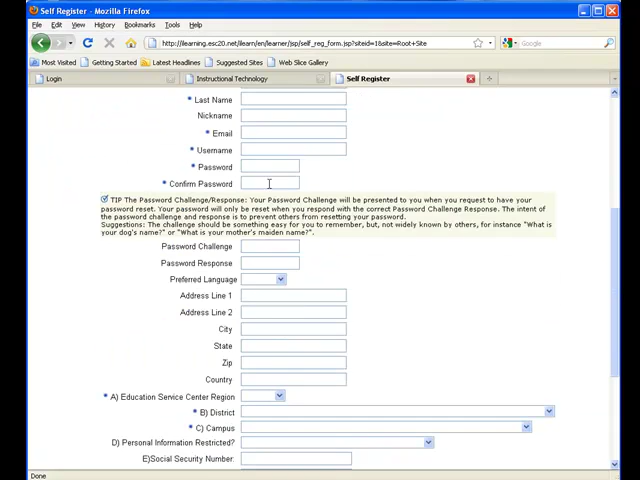 Self Register - Mozilla Firefox
File Edit View History Bookmarks Tools Help
http://ilearning.esc20.net/ilearn/en/learner/jsp/self_reg_form.jsp?siteid=1&site=Root+Site Google
Most Visited Getting Started Latest Headlines Suggested Sites Web Slice Gallery
Login Instructional Technology Self Register
* Last Name
Nickname
* Email
* Username
* Password
* Confirm Password
TIP The Password Challenge/Response: Your Password Challenge will be presented to you when you request to have your
password reset. Your password will only be reset when you respond with the correct Password Challenge Response. The intent of
the password challenge and response is to prevent others from resetting your password.
Suggestions: The challenge should be something easy for you to remember, but, not widely known by others, for instance "What is
your dog's name?" or "What is your mother's maiden name?".
Password Challenge
Password Response
Preferred Language
Address Line 1
Address Line 2
City
State
Zip
Country
* A) Education Service Center Region
* B) District
* C) Campus
D) Personal Information Restricted?
E)Social Security Number:
Done